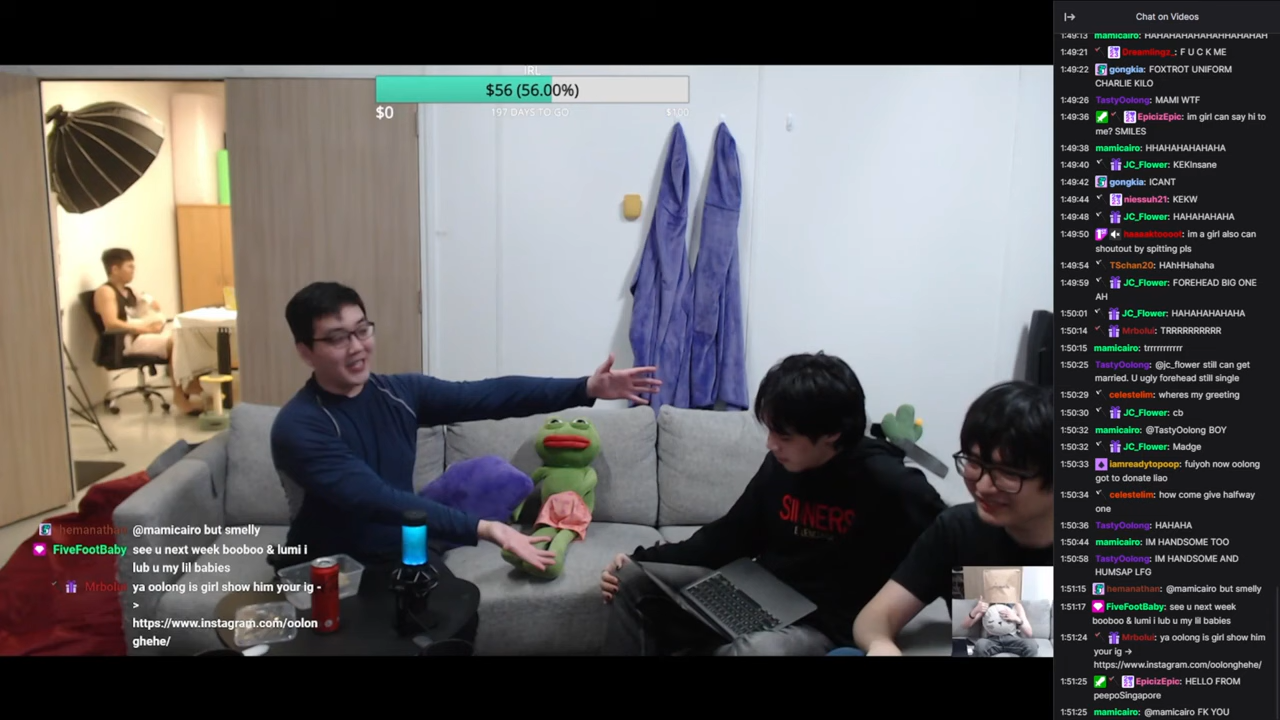 IRL
$56 (56.00%)
$0
197 DAYS TO GO
$100
SINNERS
hemanathan @mamicairo but smelly
FiveFootBaby see u next week booboo & lumi i
lub u my lil babies
Mrbolui ya oolong is girl show him your ig -
>
https://www.instagram.com/oolon
ghehe/
Chat on Videos
1:49:13 mamicairo: HAHAHAHAHAHAHHAHAHAH
1:49:21 Dreamlingz_: F U C K ME
1:49:22 gongkia: FOXTROT UNIFORM
CHARLIE KILO
1:49:26 TastyOolong: MAMI WTF
1:49:36 EpicizEpic: im girl can say hi to
me? SMILES
1:49:38 mamicairo: HHAHAHAHAHAHA
1:49:40 JC_Flower: KEKInsane
1:49:42 gongkia: ICANT
1:49:44 niessuh21: KEKW
1:49:48 JC_Flower: HAHAHAHAHA
1:49:50 haaaaktooool: im a girl also can
shoutout by spitting pls
1:49:54 TSchan20: HAhHHahaha
1:49:59 JC_Flower: FOREHEAD BIG ONE
AH
1:50:01 JC_Flower: HAHAHAHAHAHA
1:50:14 Mrbolui: TRRRRRRRRRR
1:50:15 mamicairo: trrrrrrrrrrr
1:50:25 TastyOolong: @jc_flower still can get
married. U ugly forehead still single
1:50:29 celestelim: wheres my greeting
1:50:30 JC_Flower: cb
1:50:32 mamicairo: @TastyOolong BOY
1:50:32 JC_Flower: Madge
1:50:33 iamreadytopoop: fuiyoh now oolong
got to donate liao
1:50:34 celestelim: how come give halfway
one
1:50:36 TastyOolong: HAHAHA
1:50:44 mamicairo: IM HANDSOME TOO
1:50:58 TastyOolong: IM HANDSOME AND
HUMSAP LFG
1:51:15 hemanathan: @mamicairo but smelly
1:51:17 FiveFootBaby: see u next week
booboo & lumi i lub u my lil babies
1:51:24 Mrbolui: ya oolong is girl show him
your ig ->
https://www.instagram.com/oolonghehe/
1:51:25 EpicizEpic: HELLO FROM
peepoSingapore
1:51:25 mamicairo: @mamicairo FK YOU